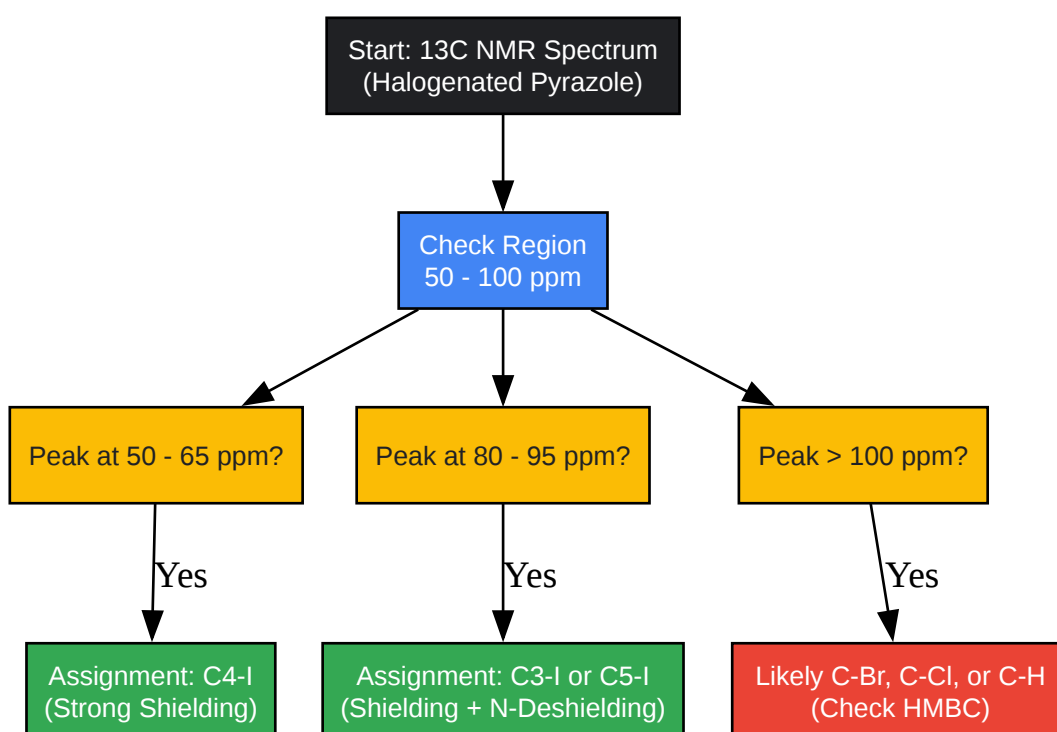 Start: 13C NMR Spectrum
(Halogenated Pyrazole)
Check Region
50 - 100 ppm
Peak at 50 - 65 ppm?
Peak at 80 - 95 ppm?
Peak > 100 ppm?
Yes
Yes
Yes
Assignment: C4-I
(Strong Shielding)
Assignment: C3-I or C5-I
(Shielding + N-Deshielding)
Likely C-Br, C-Cl, or C-H
(Check HMBC)